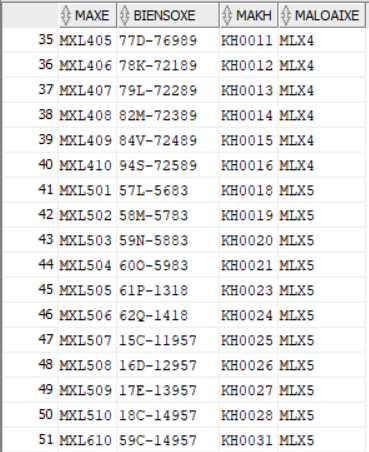 MAXE BIENSOXE MAKH MALOAIXE
35 MXL405 77D-76989 KH0011 MLX4
36 MXL406 78K-72189 KH0012 MLX4
37 MXL407 79L-72289 KH0013 MLX4
38 MXL408 82M-72389 KH0014 MLX4
39 MXL409 84V-72489 KH0015 MLX4
40 MXL410 94S-72589 KH0016 MLX4
41 MXL501 57L-5683 KH0018 MLX5
42 MXL502 58M-5783 KH0019 MLX5
43 MXL503 59N-5883 KH0020 MLX5
44 MXL504 60O-5983 KH0021 MLX5
45 MXL505 61P-1318 KH0023 MLX5
46 MXL506 62Q-1418 KH0024 MLX5
47 MXL507 15C-11957 KH0025 MLX5
48 MXL508 16D-12957 KH0026 MLX5
49 MXL509 17E-13957 KH0027 MLX5
50 MXL510 18C-14957 KH0028 MLX5
51 MXL610 59C-14957 KH0031 MLX5